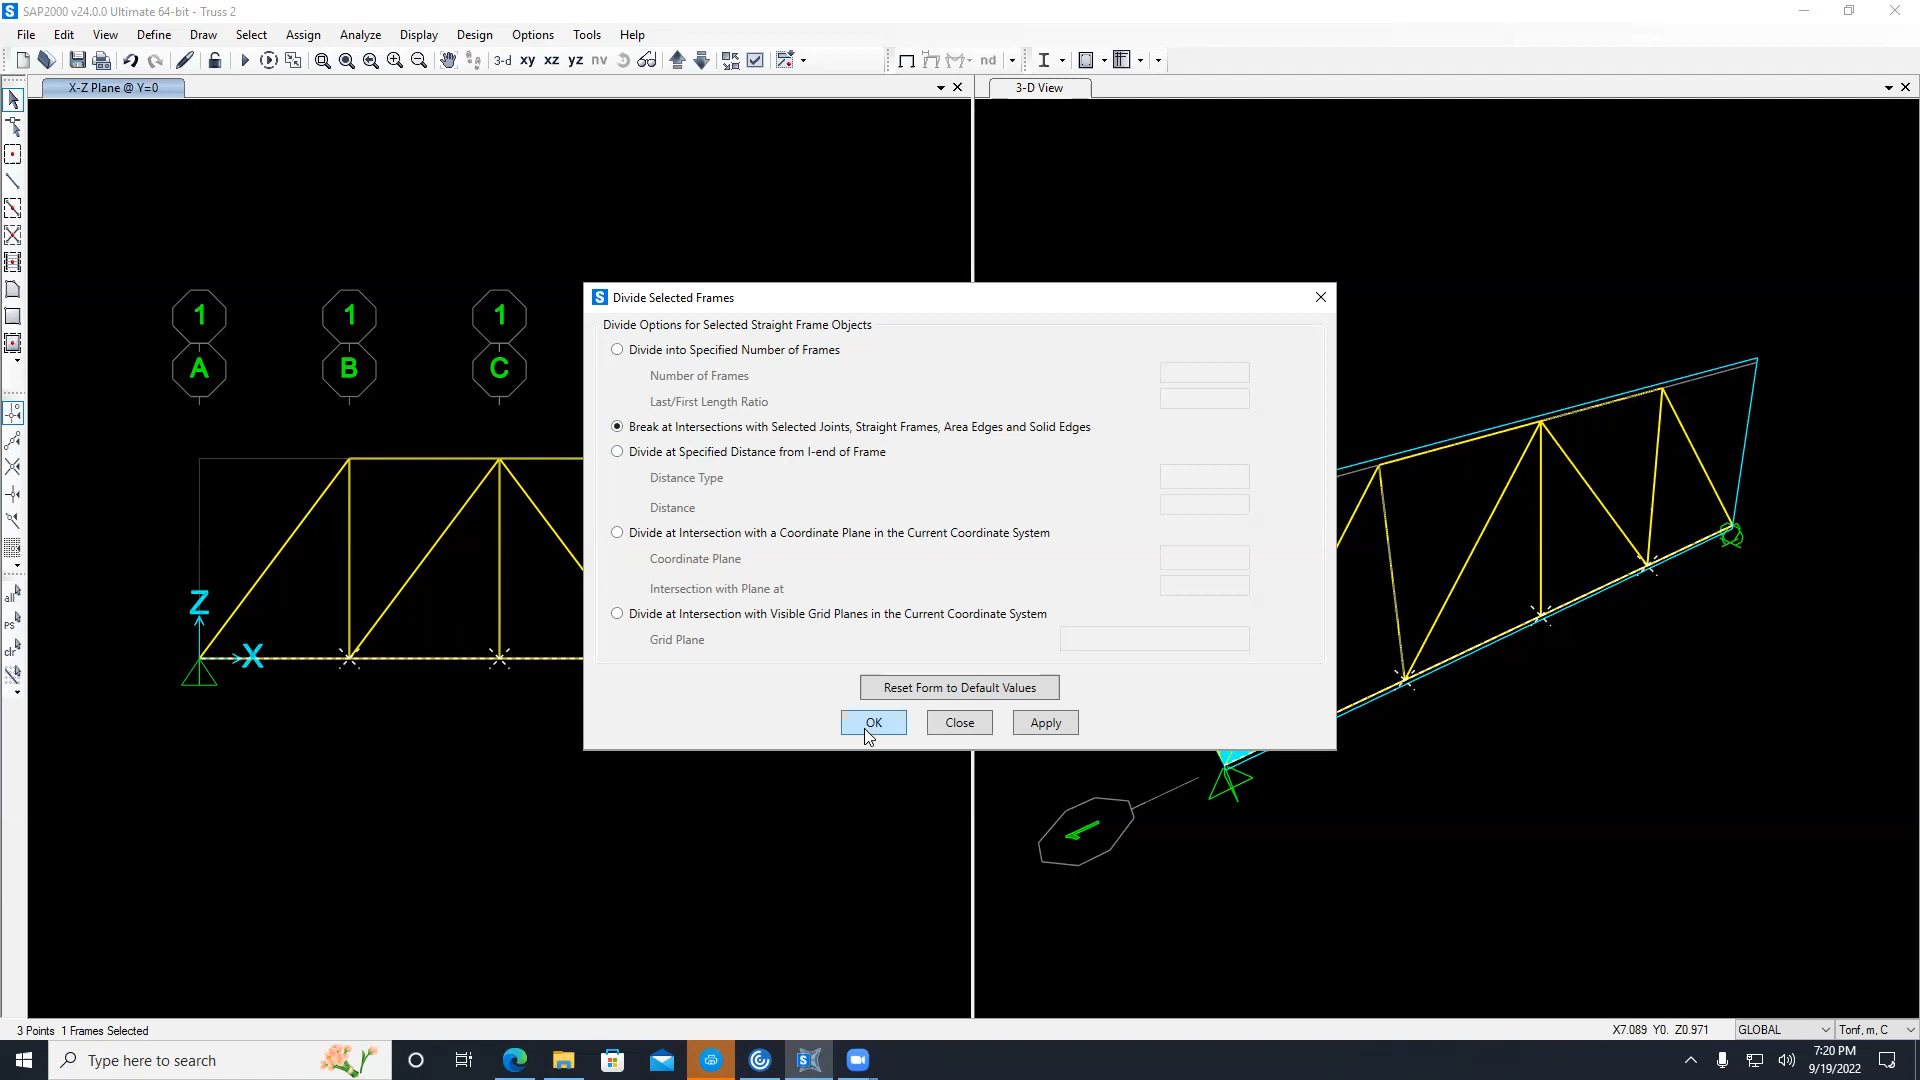 SAP2000 v24.0.0 Ultimate 64-bit - Truss 2
File Edit View Define Draw Select Assign Analyze Display Design Options Tools Help
3-d xy xz yz nv nd
X-Z Plane @ Y=0
3-D View
1 1 1
A B C
Z
X
1
all
PS
clr
Divide Selected Frames
Divide Options for Selected Straight Frame Objects
Divide into Specified Number of Frames
Number of Frames
Last/First Length Ratio
Break at Intersections with Selected Joints, Straight Frames, Area Edges and Solid Edges
Divide at Specified Distance from I-end of Frame
Distance Type
Distance
Divide at Intersection with a Coordinate Plane in the Current Coordinate System
Coordinate Plane
Intersection with Plane at
Divide at Intersection with Visible Grid Planes in the Current Coordinate System
Grid Plane
Reset Form to Default Values
OK Close Apply
3 Points 1 Frames Selected
X7.089 Y0. Z0.971
GLOBAL
Tonf, m, C
Type here to search
7:20 PM
9/19/2022